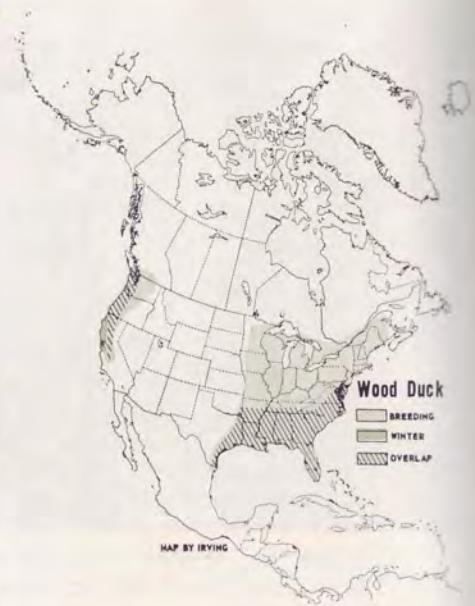 Wood Duck
BREEDING
WINTER
OVERLAP
MAP BY IRVING